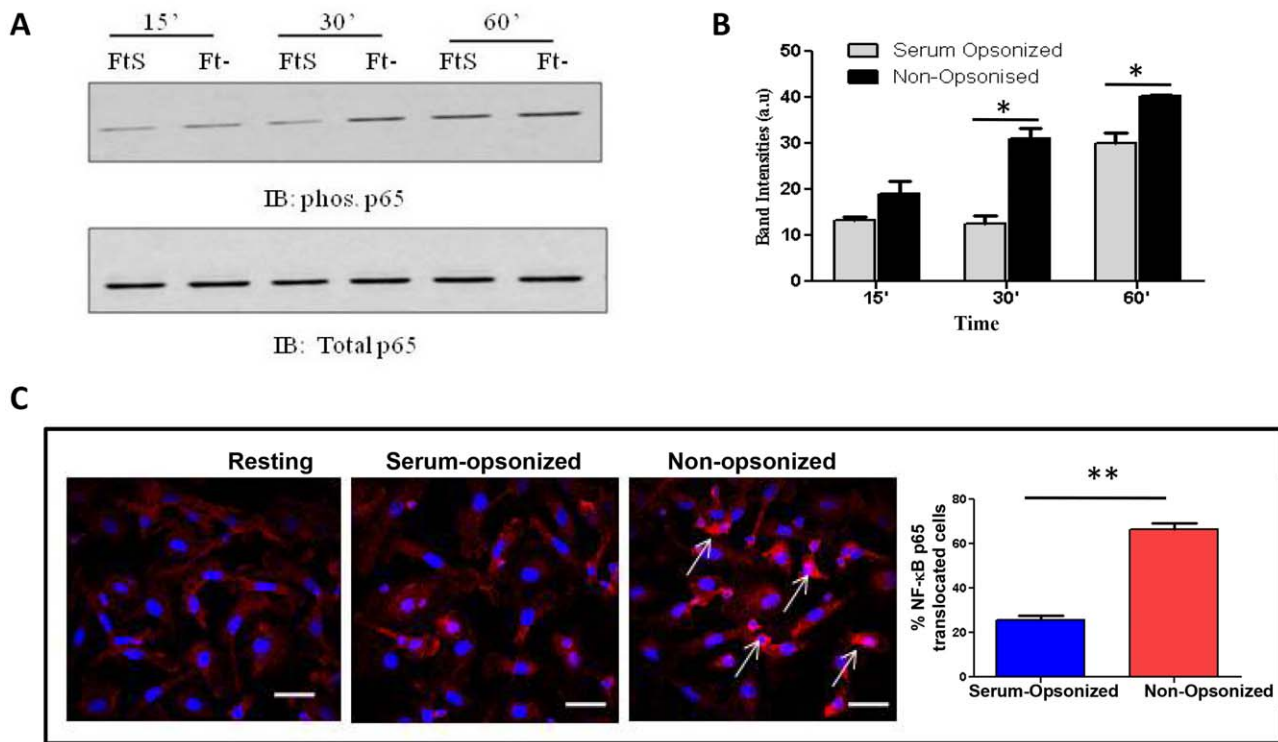 A
15’ 30’ 60’
FtS Ft- FtS Ft- FtS Ft-
IB: phos. p65
IB: Total p65
B
Serum Opsonized
Non-Opsonised
Band Intensities (a.u)
50
40
30
20
10
0
*
*
15' 30' 60'
Time
C
Resting
Serum-opsonized
Non-opsonized
% NF-κB p65
translocated cells
80
60
40
20
0
**
Serum-Opsonized Non-Opsonized